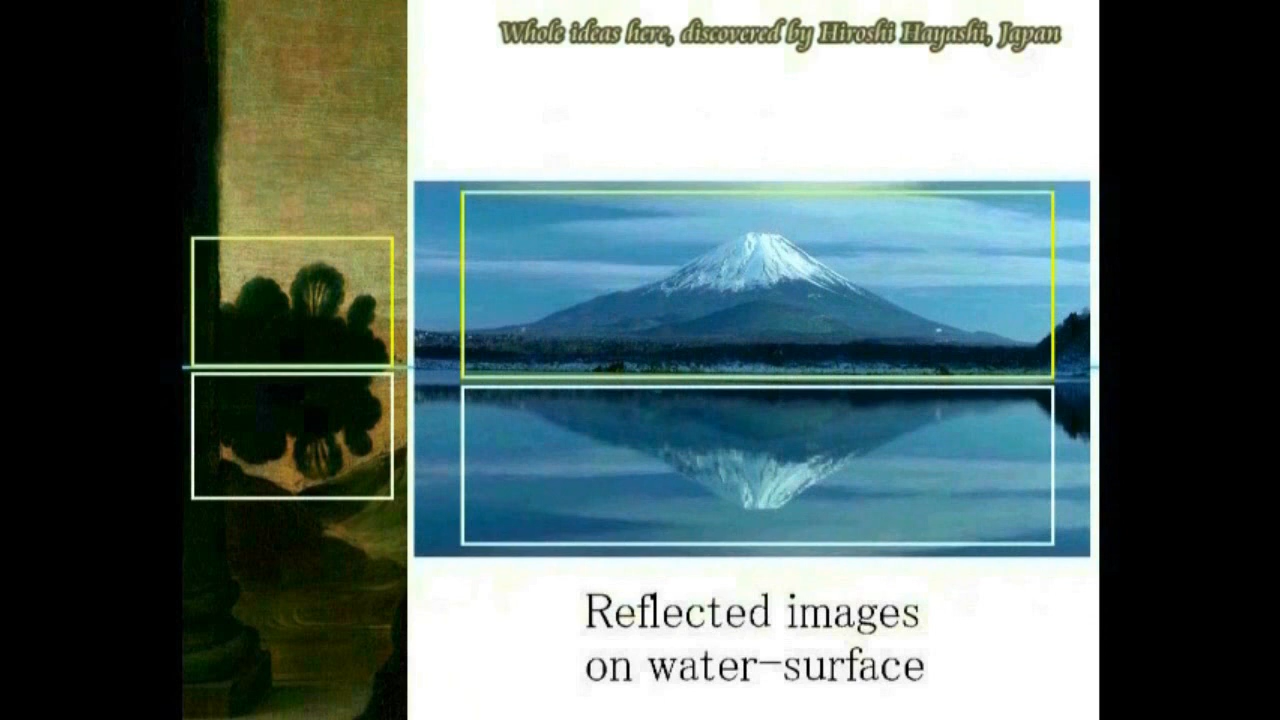 Whole ideas here, discovered by Hiroshi Hayashi, Japan
Reflected images
on water-surface